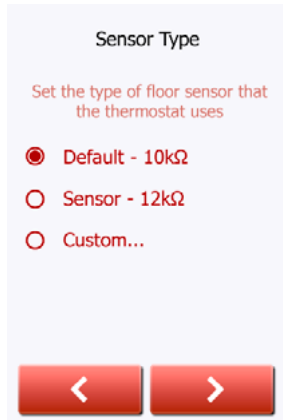 Sensor Type
Set the type of floor sensor that
the thermostat uses
Default - 10kΩ
Sensor - 12kΩ
Custom...